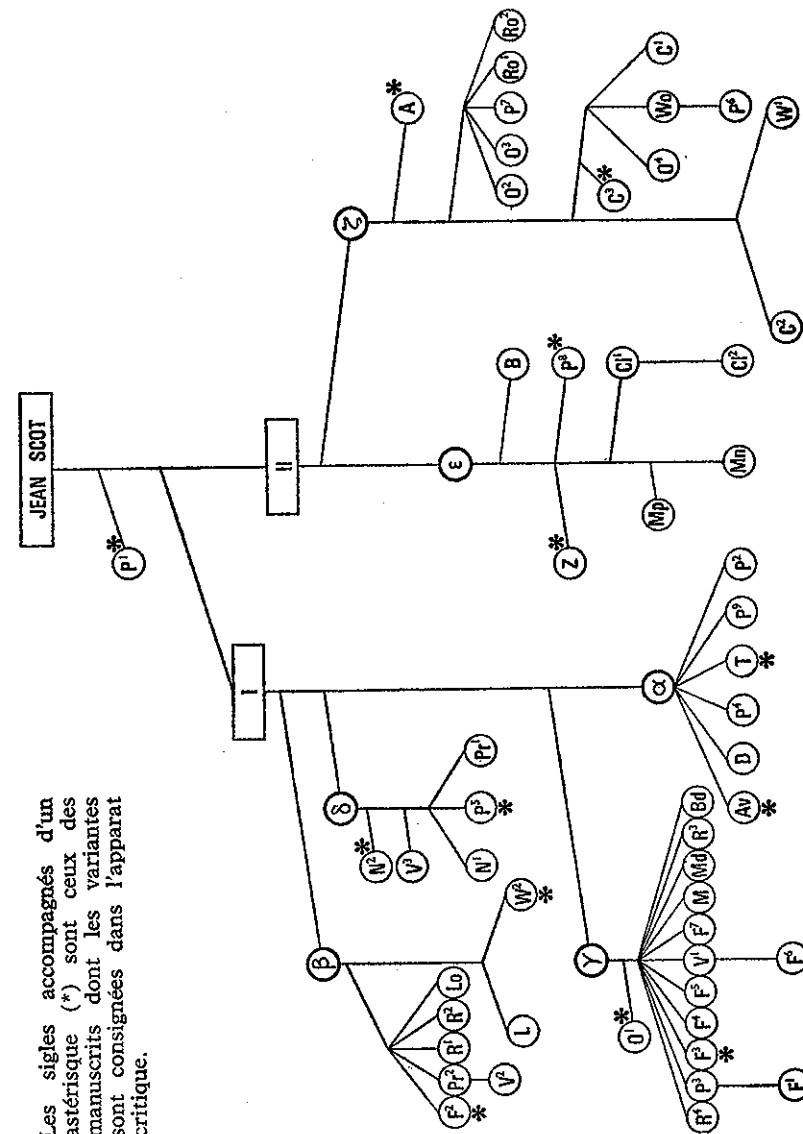 JEAN SCOT
P¹*
I
II
β
δ
ε
ζ
A*
N²*
V³
N¹
P⁵*
Pr¹
F²*
Pr²
R¹
R²
Lo
V²
L
W²*
B
Z*
P⁸*
Cl¹
Cl²
Mp
Mn
O²
O³
P⁷
Ro¹
Ro²
C³*
O⁴
Wo
C¹
P⁶
C²
W¹
γ
α
O¹*
R⁴
P³
F³*
F⁴
F⁵
V¹
F⁷
M
Md
R³
Bd
F¹
F⁶
Av*
D
P⁴
T*
P⁹
P²
Les sigles accompagnés d'un
astérisque (*) sont ceux des
manuscrits dont les variantes
sont consignées dans l'apparat
critique.